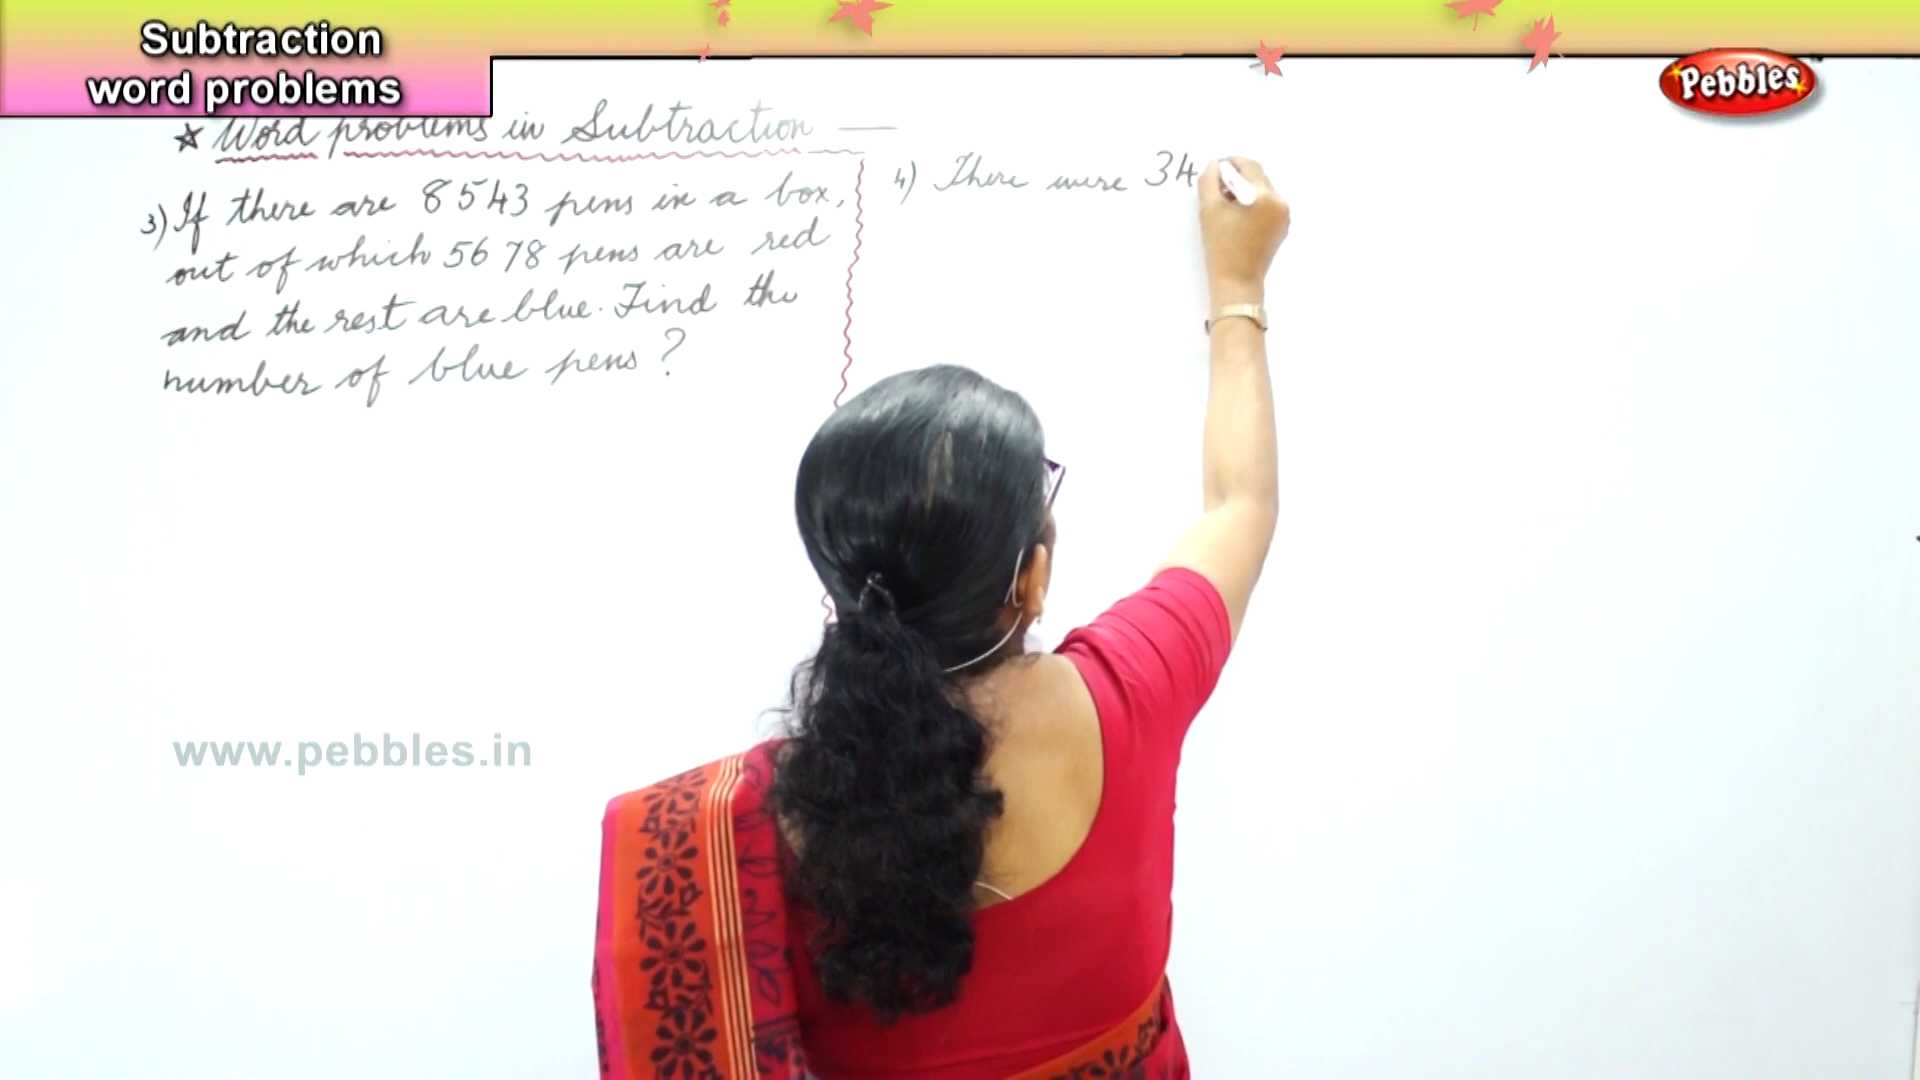 Subtraction
word problems
Pebbles
★ Word problems in Subtraction
3) If there are 8543 pens in a box,
out of which 5678 pens are red
and the rest are blue. Find the
number of blue pens?
4) There were 34
www.pebbles.in